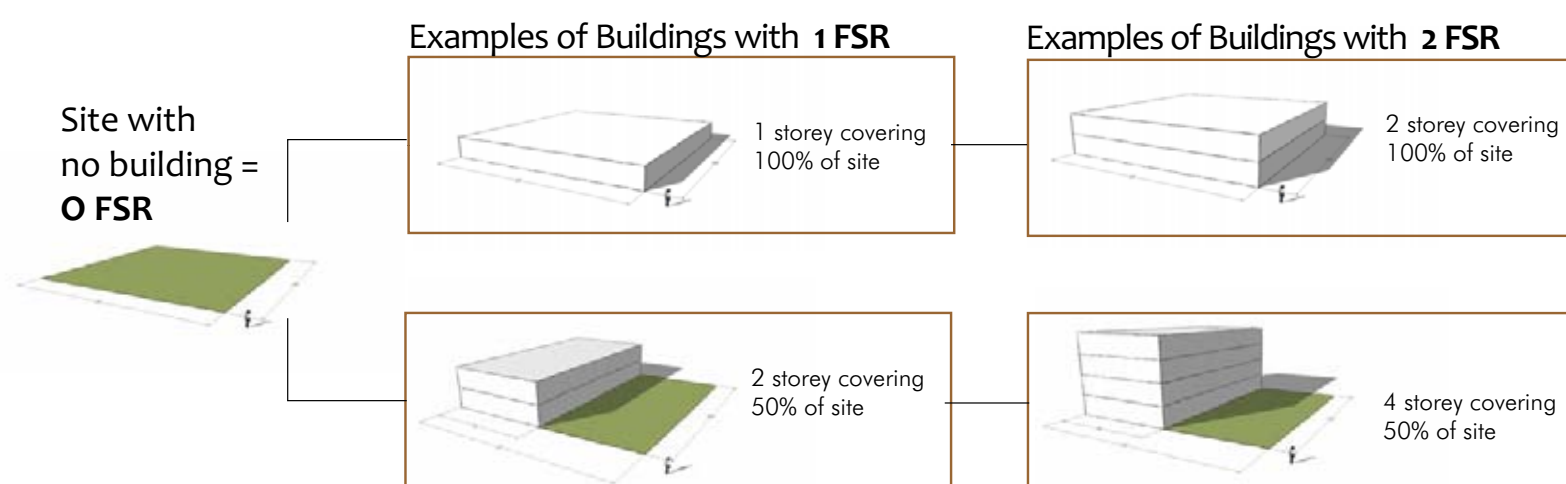 Examples of Buildings with 1 FSR
Examples of Buildings with 2 FSR
Site with
no building =
0 FSR
1 storey covering
100% of site
2 storey covering
100% of site
2 storey covering
50% of site
4 storey covering
50% of site